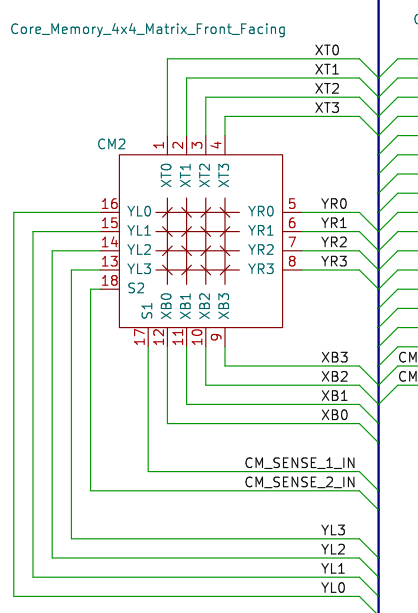 Core_Memory_4x4_Matrix_Front_Facing
XT0
XT1
XT2
XT3
CM2
1 2 3 4
XT0 XT1 XT2 XT3
16 YL0 YR0 5 YR0
15 YL1 YR1 6 YR1
14 YL2 YR2 7 YR2
13 YL3 YR3 8 YR3
18 S2
S1 XB0 XB1 XB2 XB3
17 12 11 10 9
XB3 CM
XB2 CM
XB1
XB0
CM_SENSE_1_IN
CM_SENSE_2_IN
YL3
YL2
YL1
YL0